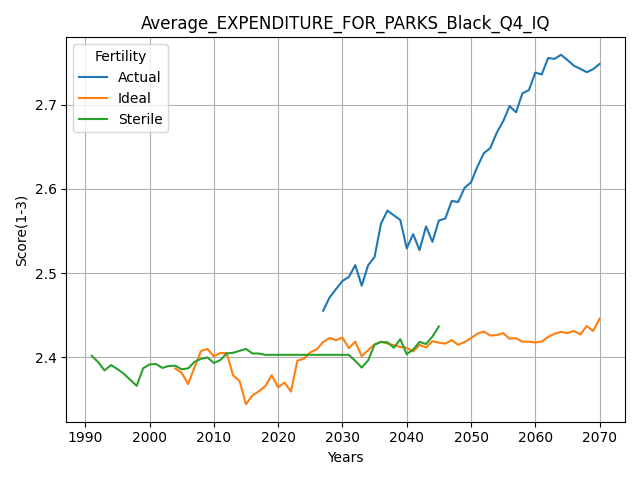 Average_EXPENDITURE_FOR_PARKS_Black_Q4_IQ
Fertility
Actual
Ideal
Sterile
Score(1-3)
2.7
2.6
2.5
2.4
1990 2000 2010 2020 2030 2040 2050 2060 2070
Years